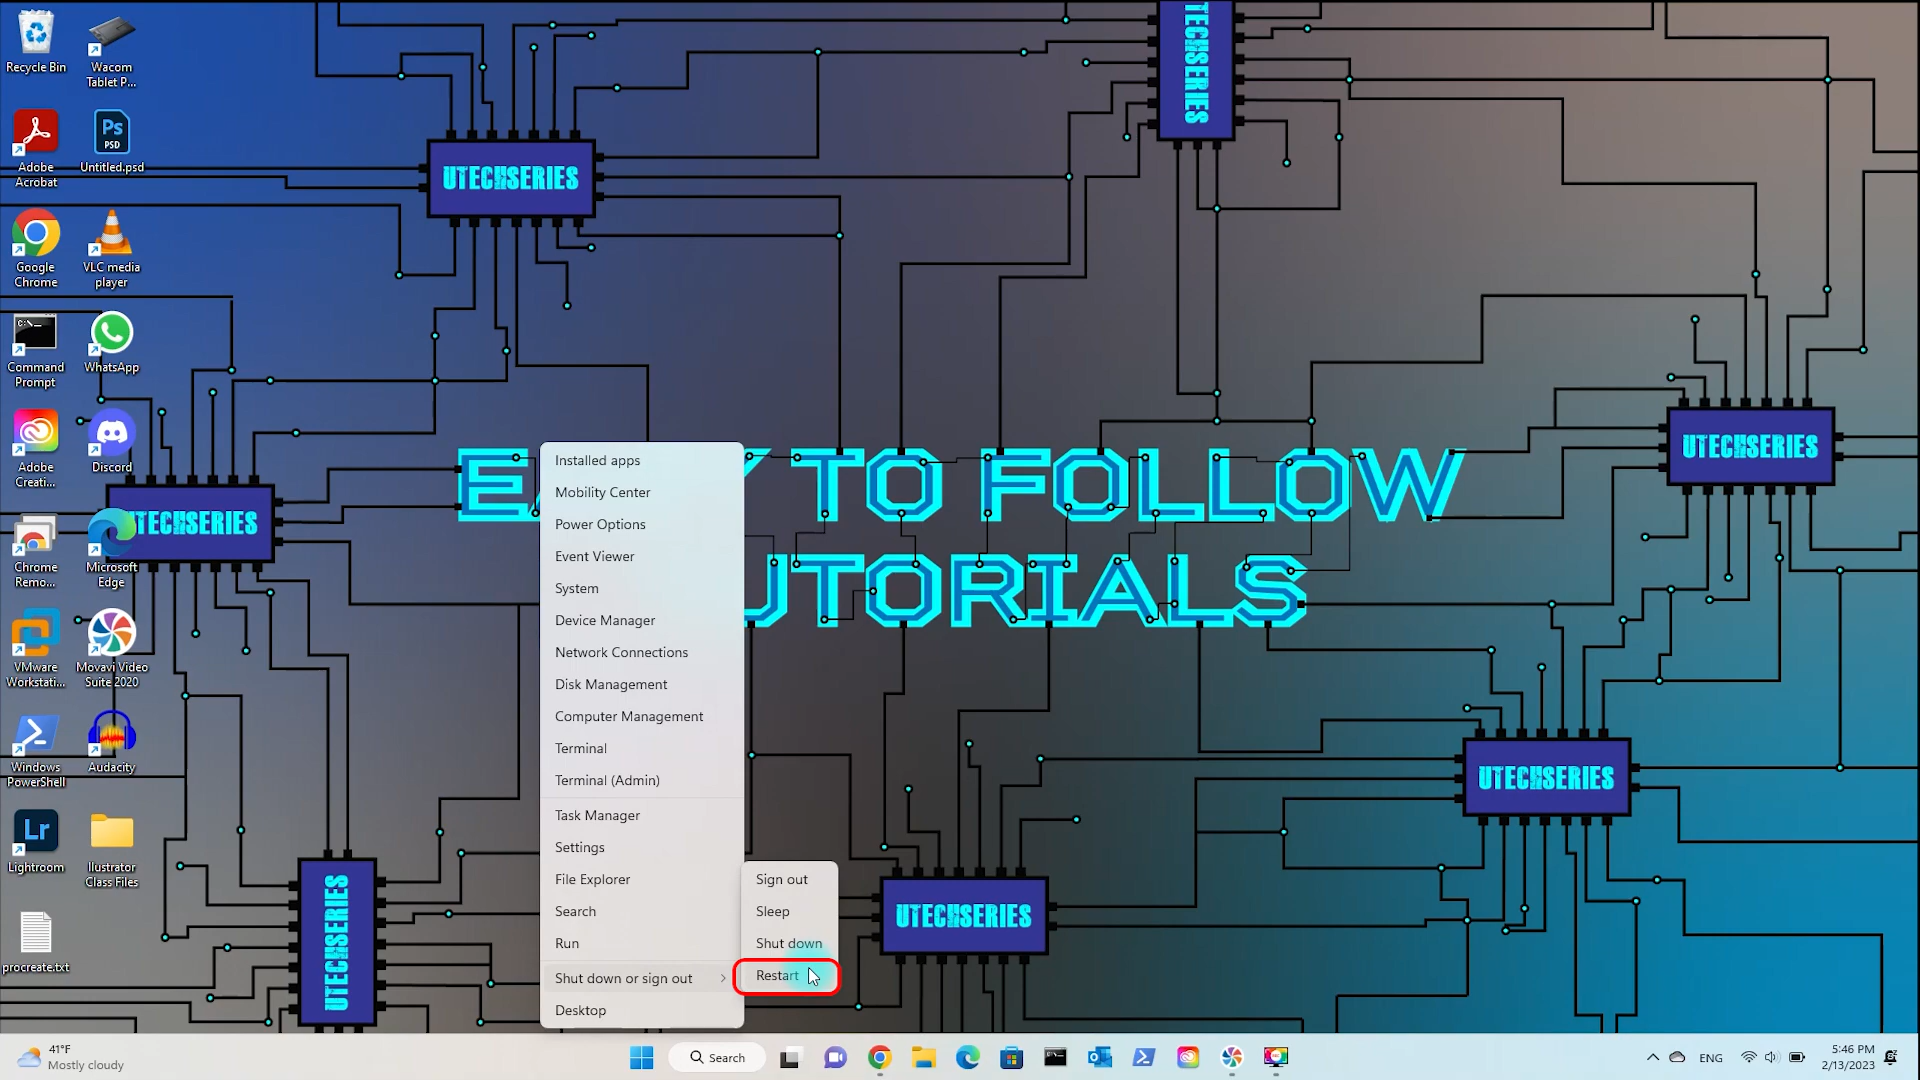 Recycle Bin
Wacom
Tablet P...
Adobe
Acrobat
PS
PSD
Untitled.psd
Google
Chrome
VLC media
player
Command
Prompt
WhatsApp
Adobe
Creati...
Discord
Chrome
Remo...
Microsoft
Edge
VMware
Workstati...
Movavi Video
Suite 2020
Windows
PowerShell
Audacity
Lr
Lightroom
Ilustrator
Class Files
procreate.txt
UTECHSERIES
UTECHSERIES
UTECHSERIES
UTECHSERIES
UTECHSERIES
UTECHSERIES
UTECHSERIES
TO FOLLOW
UTORIALS
Installed apps
Mobility Center
Power Options
Event Viewer
System
Device Manager
Network Connections
Disk Management
Computer Management
Terminal
Terminal (Admin)
Task Manager
Settings
File Explorer
Search
Run
Shut down or sign out
Desktop
Sign out
Sleep
Shut down
Restart
41°F
Mostly cloudy
Search
ENG
5:46 PM
2/13/2023